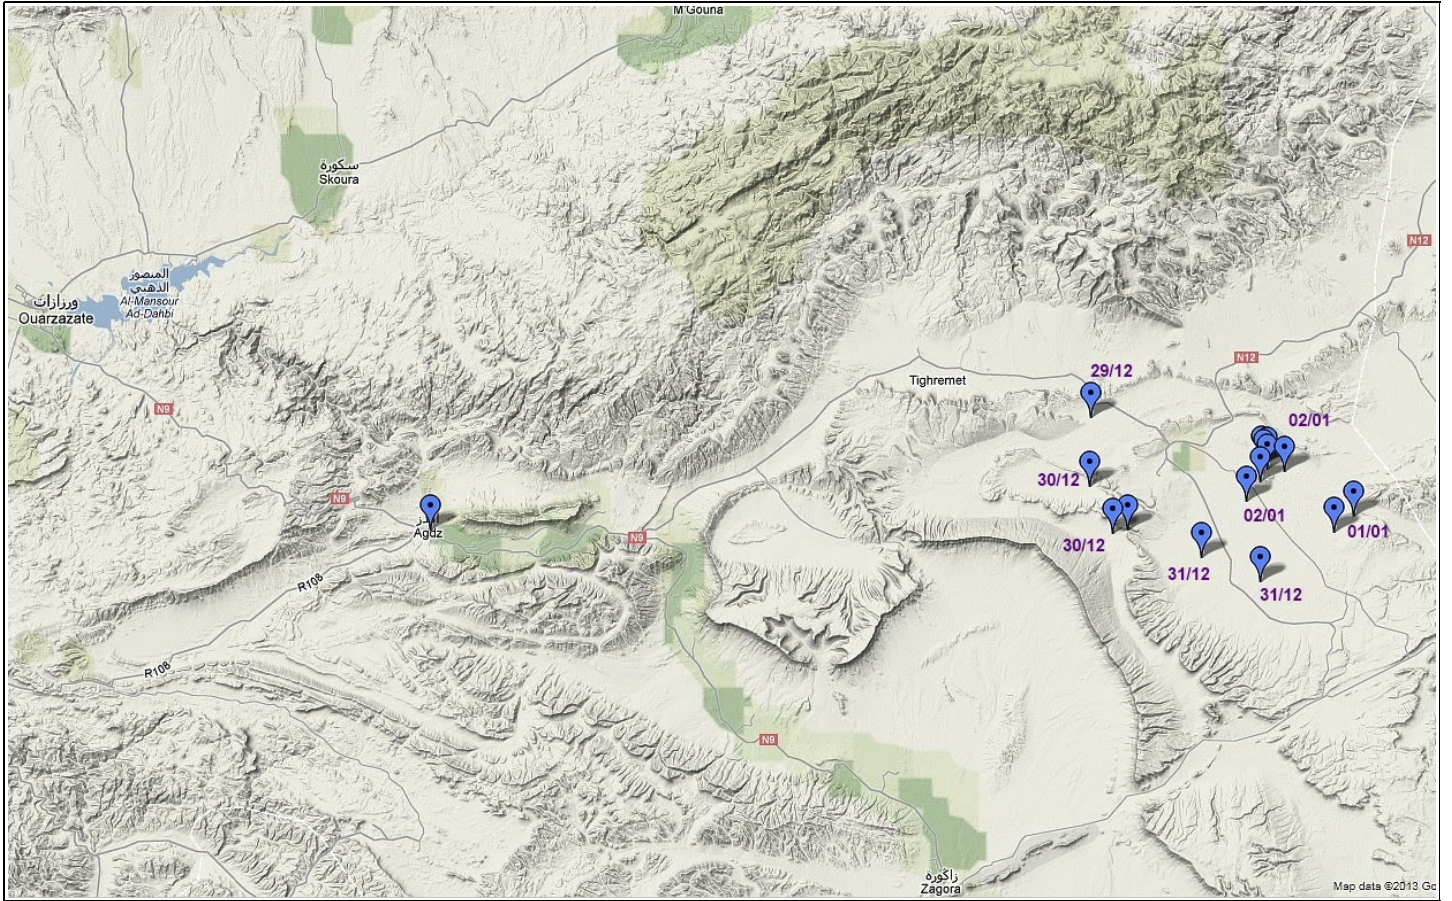 M'Gouna
سكورة
Skoura
N12
المنصور
الذهبي
Al-Mansour
Ad-Dahbi
ورزازات
Ouarzazate
N12
29/12
Tighremet
N9
02/01
30/12
N9
02/01
01/01
Agdz
N9
30/12
R108
31/12
31/12
R108
N9
زاكورة
Zagora
Map data ©2013 Go